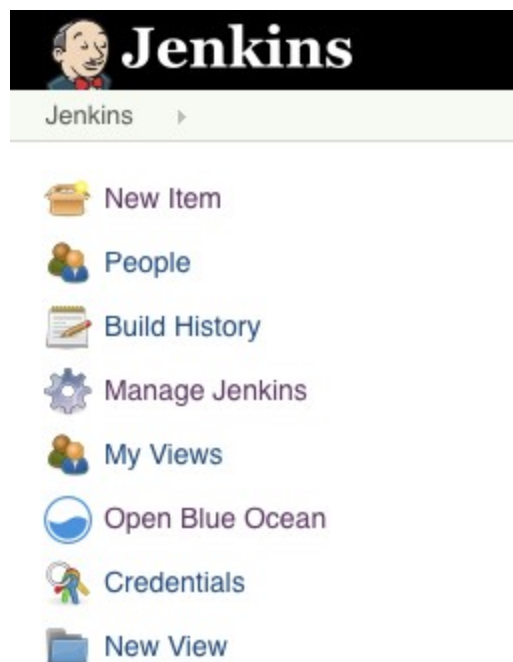 Jenkins
Jenkins
New Item
People
Build History
Manage Jenkins
My Views
Open Blue Ocean
Credentials
New View